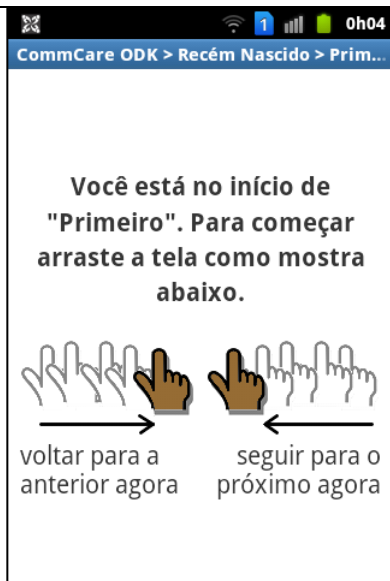 1 0h04
CommCare ODK > Recém Nascido > Prim...
Você está no início de
"Primeiro". Para começar
arraste a tela como mostra
abaixo.
voltar para a
anterior agora
seguir para o
próximo agora